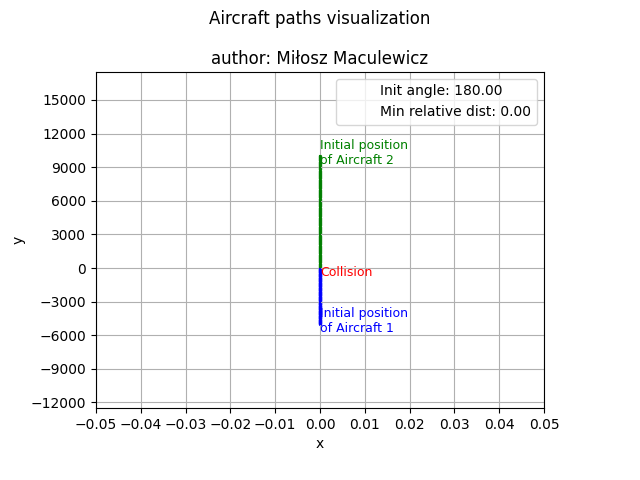 Aircraft paths visualization
author: Miłosz Maculewicz
Init angle: 180.00
Min relative dist: 0.00
15000
12000
9000
6000
3000
0
−3000
−6000
−9000
−12000
y
Initial position
of Aircraft 2
Collision
Initial position
of Aircraft 1
−0.05 −0.04 −0.03 −0.02 −0.01 0.00 0.01 0.02 0.03 0.04 0.05
x